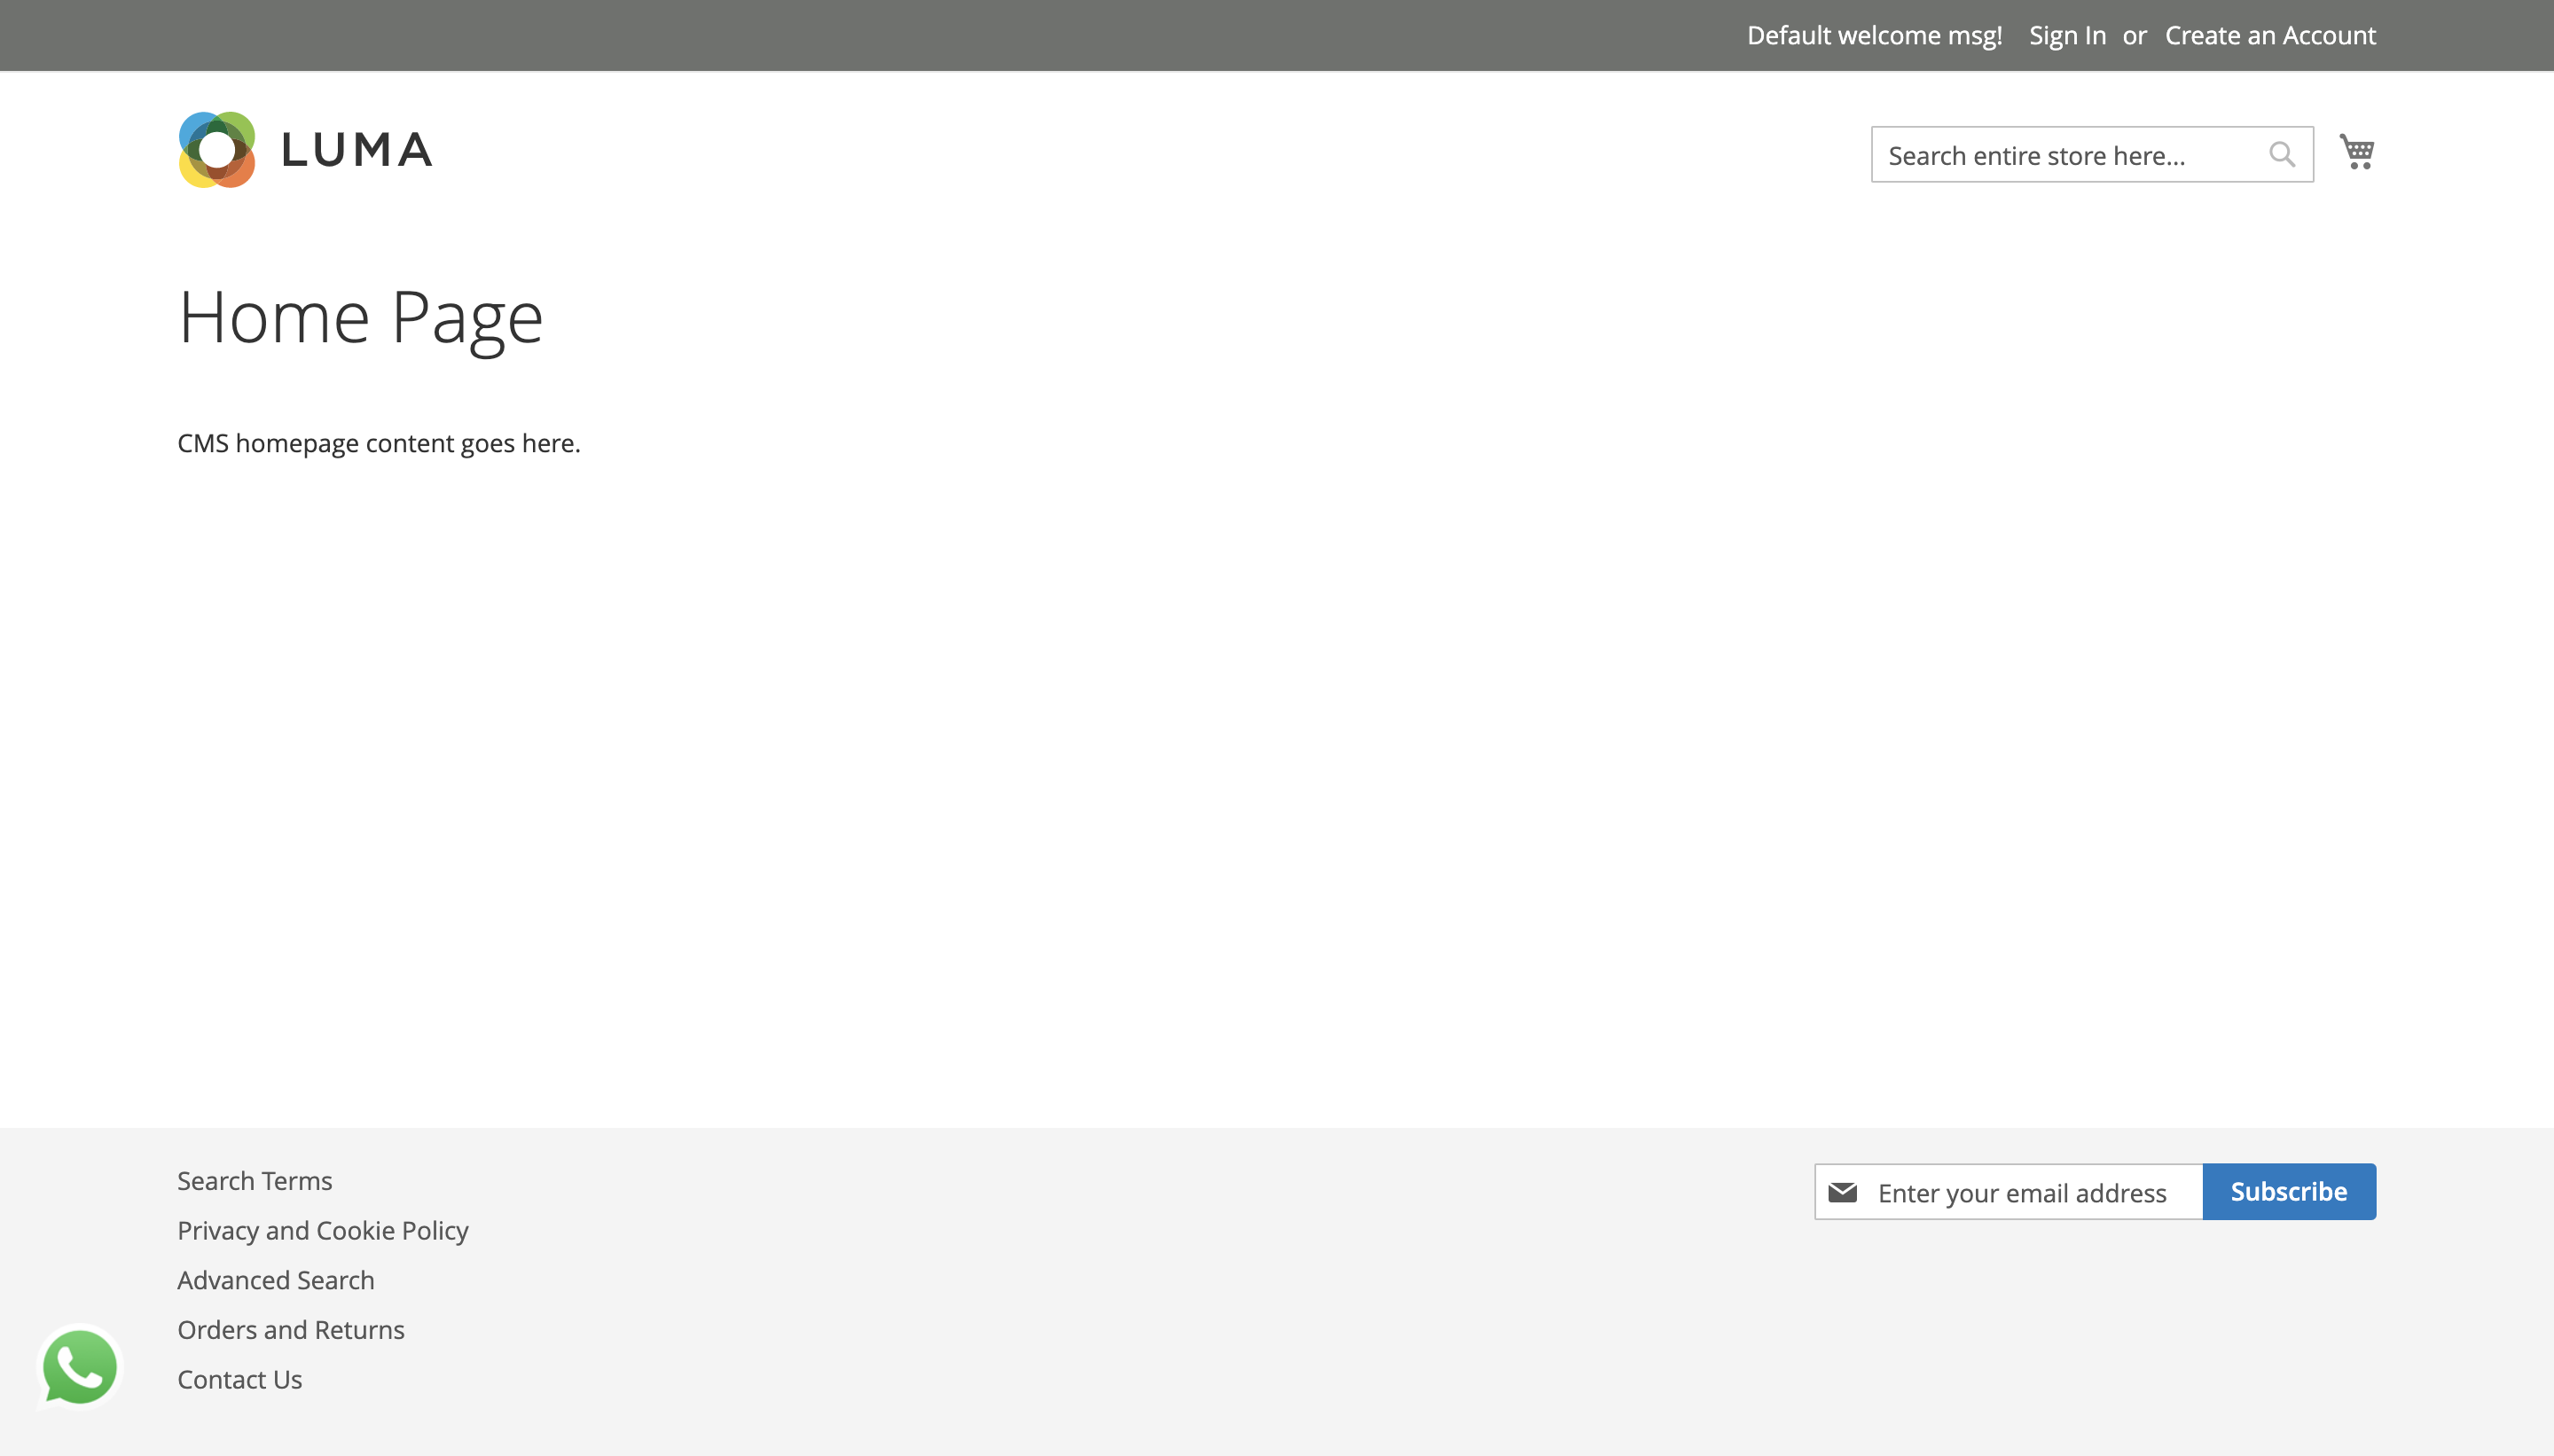 Default welcome msg! Sign In or Create an Account
LUMA
Search entire store here...
Home Page
CMS homepage content goes here.
Search Terms
Privacy and Cookie Policy
Advanced Search
Orders and Returns
Contact Us
Enter your email address
Subscribe